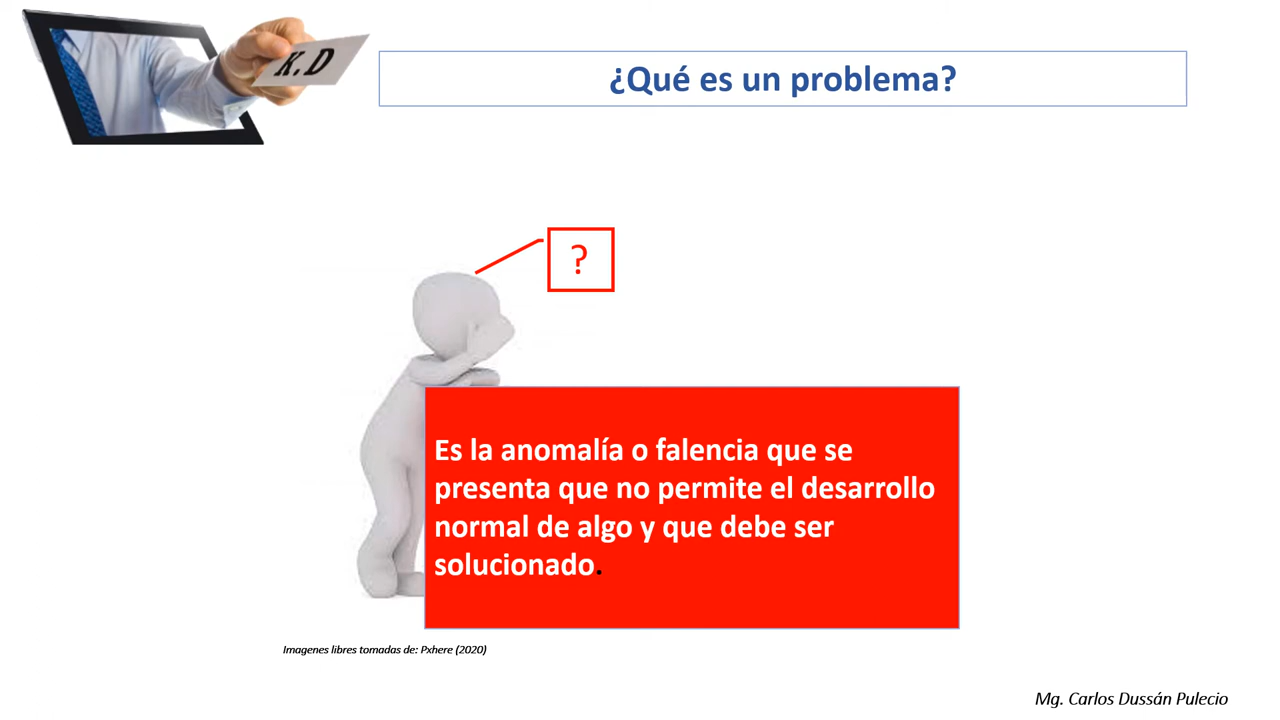 K.D
¿Qué es un problema?
?
Es la anomalía o falencia que se
presenta que no permite el desarrollo
normal de algo y que debe ser
solucionado.
Imagenes libres tomadas de: Pxhere (2020)
Mg. Carlos Dussán Pulecio